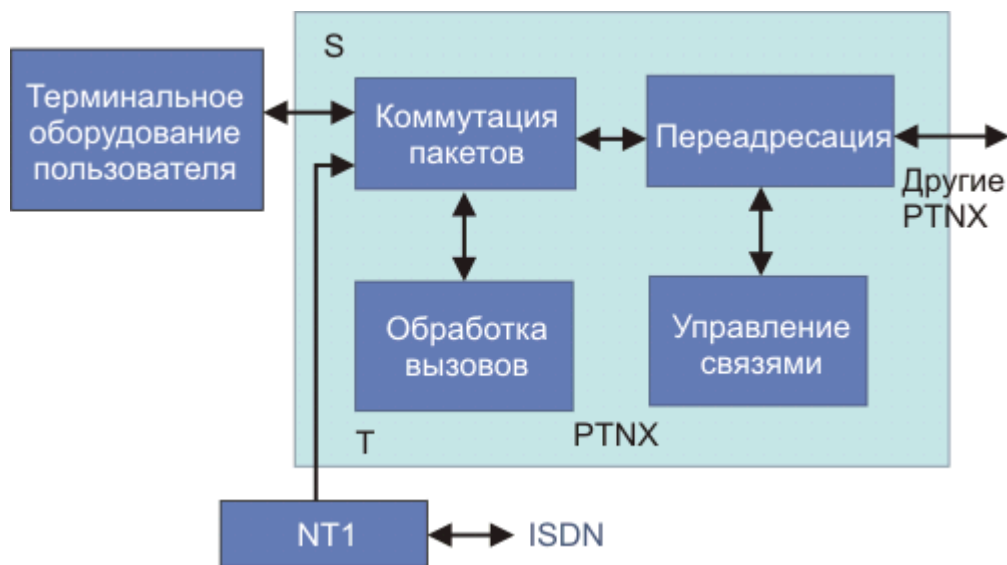 S
Терминальное
оборудование
пользователя
Коммутация
пакетов
Переадресация
Другие
PTNX
Обработка
вызовов
Управление
связями
T
PTNX
NT1
ISDN